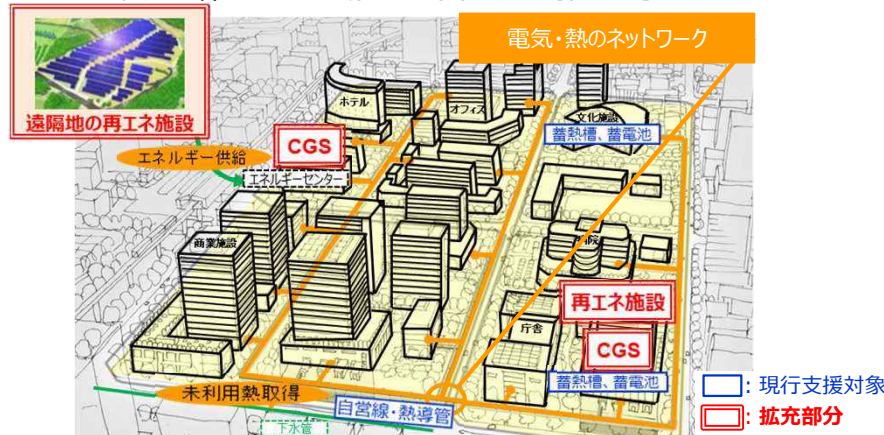 電気・熱のネットワーク
遠隔地の再エネ施設
ホテル
オフィス
文化施設
蓄熱槽、蓄電池
CGS
エネルギー供給
エネルギーセンター
商業施設
病院
再エネ施設
庁舎
CGS
蓄熱槽、蓄電池
未利用熱取得
自営線・熱導管
下水管
：現行支援対象
：拡充部分